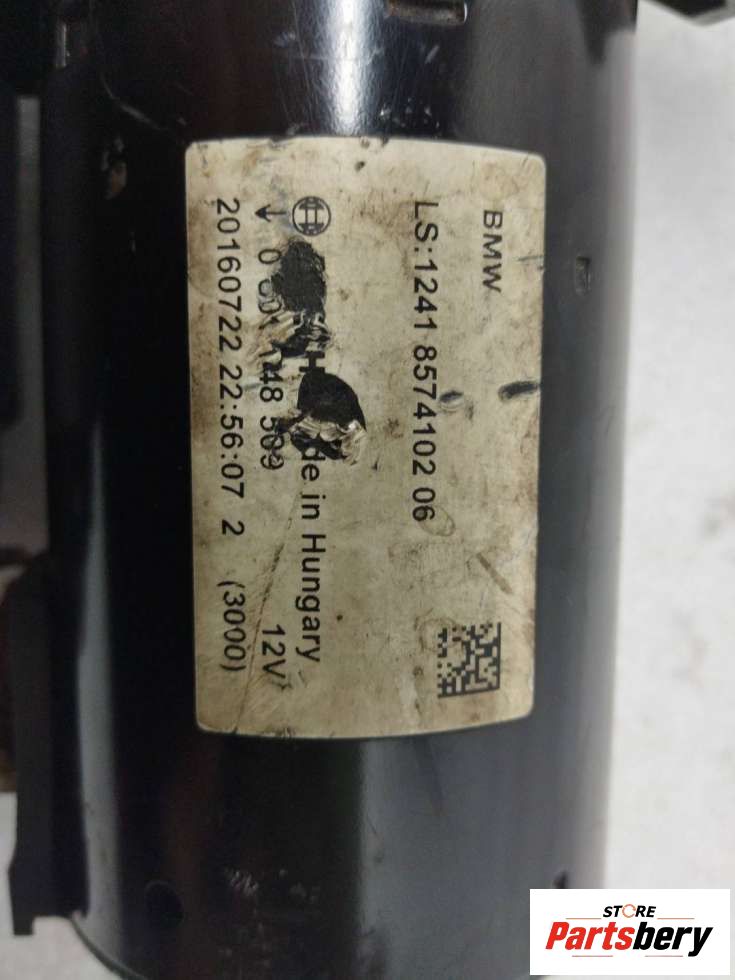 BMW
LS:1241 8574102 06
in Hungary
12V
20160722 22:56:07 2 (3000)
STORE
Partsbery